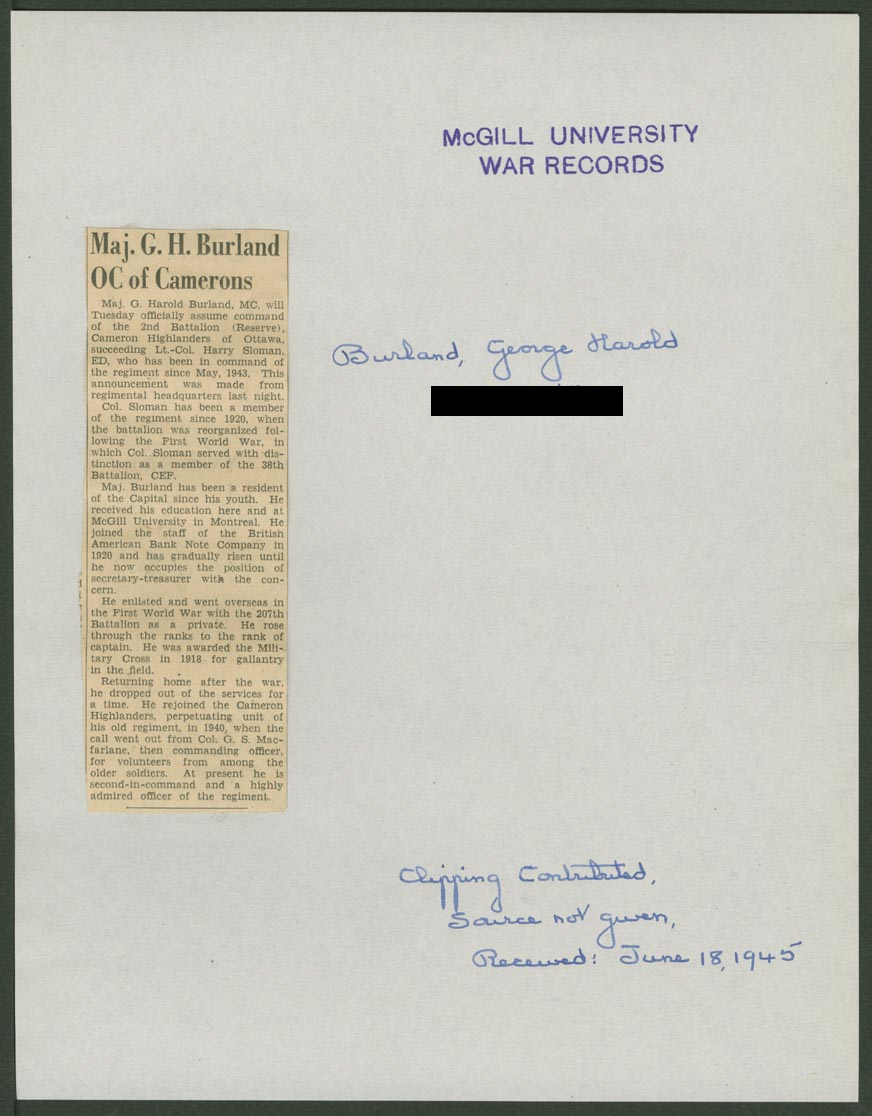 McGILL UNIVERSITY
WAR RECORDS
Maj. G. H. Burland
OC of Camerons
Maj. G. Harold Burland, MC, will
Tuesday officially assume command
of the 2nd Battalion (Reserve),
Cameron Highlanders of Ottawa,
succeeding Lt.-Col. Harry Sloman,
ED, who has been in command of
the regiment since May, 1943. This
announcement was made from
regimental headquarters last night.
Col. Sloman has been a member
of the regiment since 1920, when
the battalion was reorganized fol-
lowing the First World War, in
which Col. Sloman served with dis-
tinction as a member of the 38th
Battalion, CEF.
Maj. Burland has been a resident
of the Capital since his youth. He
received his education here and at
McGill University in Montreal. He
joined the staff of the British
American Bank Note Company in
1920 and has gradually risen until
he now occupies the position of
secretary-treasurer with the con-
cern.
He enlisted and went overseas in
the First World War with the 207th
Battalion as a private. He rose
through the ranks to the rank of
captain. He was awarded the Mili-
tary Cross in 1918 for gallantry
in the field.
Returning home after the war,
he dropped out of the services for
a time. He rejoined the Cameron
Highlanders, perpetuating unit of
his old regiment, in 1940, when the
call went out from Col. G. S. Mac-
farlane, then commanding officer,
for volunteers from among the
older soldiers. At present he is
second-in-command and a highly
admired officer of the regiment.
Burland, George Harold
Clipping Contributed,
Source not given,
Received: June 18, 1945